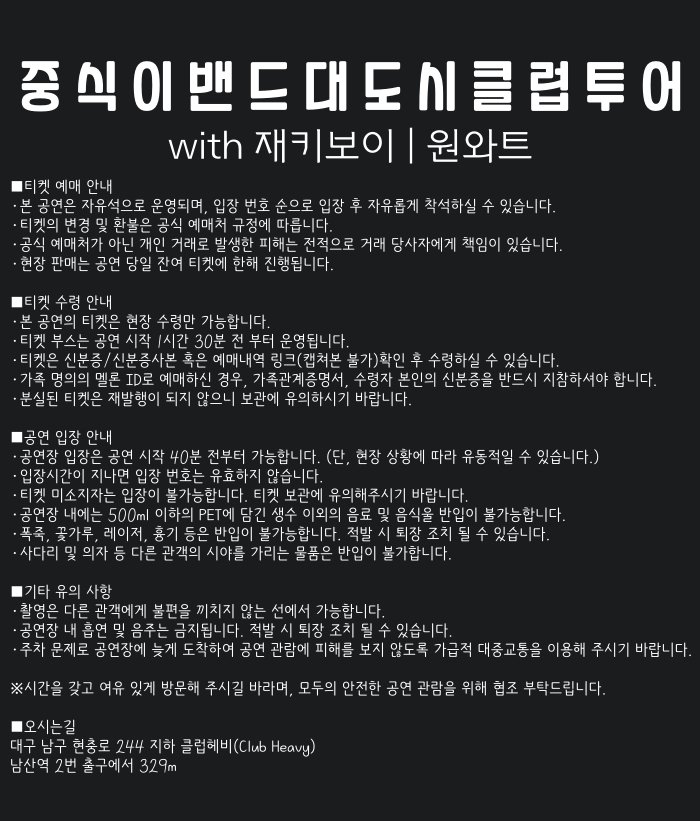 중식이밴드대도시클럽투어
with 재키보이 | 원와트
■티켓 예매 안내
·본 공연은 자유석으로 운영되며, 입장 번호 순으로 입장 후 자유롭게 착석하실 수 있습니다.
·티켓의 변경 및 환불은 공식 예매처 규정에 따릅니다.
·공식 예매처가 아닌 개인 거래로 발생한 피해는 전적으로 거래 당사자에게 책임이 있습니다.
·현장 판매는 공연 당일 잔여 티켓에 한해 진행됩니다.
■티켓 수령 안내
·본 공연의 티켓은 현장 수령만 가능합니다.
·티켓 부스는 공연 시작 1시간 30분 전 부터 운영됩니다.
·티켓은 신분증/신분증사본 혹은 예매내역 링크(캡쳐본 불가)확인 후 수령하실 수 있습니다.
·가족 명의의 멜론 ID로 예매하신 경우, 가족관계증명서, 수령자 본인의 신분증을 반드시 지참하셔야 합니다.
·분실된 티켓은 재발행이 되지 않으니 보관에 유의하시기 바랍니다.
■공연 입장 안내
·공연장 입장은 공연 시작 40분 전부터 가능합니다. (단, 현장 상황에 따라 유동적일 수 있습니다.)
·입장시간이 지나면 입장 번호는 유효하지 않습니다.
·티켓 미소지자는 입장이 불가능합니다. 티켓 보관에 유의해주시기 바랍니다.
·공연장 내에는 500ml 이하의 PET에 담긴 생수 이외의 음료 및 음식울 반입이 불가능합니다.
·폭죽, 꽃가루, 레이저, 흉기 등은 반입이 불가능합니다. 적발 시 퇴장 조치 될 수 있습니다.
·사다리 및 의자 등 다른 관객의 시야를 가리는 물품은 반입이 불가합니다.
■기타 유의 사항
·촬영은 다른 관객에게 불편을 끼치지 않는 선에서 가능합니다.
·공연장 내 흡연 및 음주는 금지됩니다. 적발 시 퇴장 조치 될 수 있습니다.
·주차 문제로 공연장에 늦게 도착하여 공연 관람에 피해를 보지 않도록 가급적 대중교통을 이용해 주시기 바랍니다.
※시간을 갖고 여유 있게 방문해 주시길 바라며, 모두의 안전한 공연 관람을 위해 협조 부탁드립니다.
■오시는길
대구 남구 현충로 244 지하 클럽헤비(Club Heavy)
남산역 2번 출구에서 329m